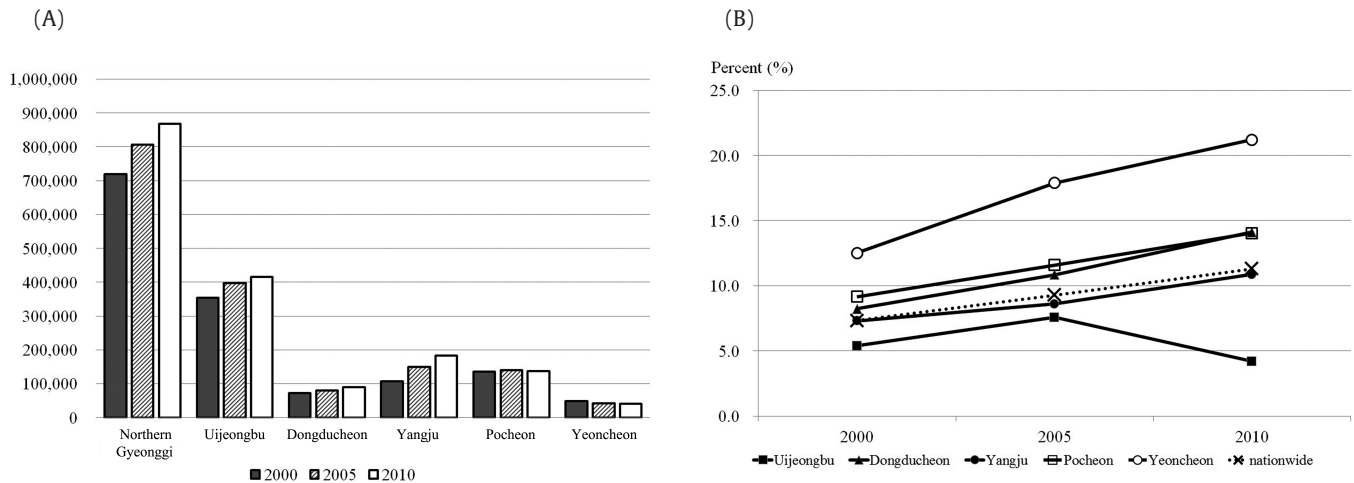 (A)
1,000,000
900,000
800,000
700,000
600,000
500,000
400,000
300,000
200,000
100,000
0
Northern Gyeonggi
Uijeongbu
Dongducheon
Yangju
Pocheon
Yeoncheon
2000 2005 2010
(B)
Percent (%)
25.0
20.0
15.0
10.0
5.0
0.0
2000 2005 2010
Uijeongbu Dongducheon Yangju Pocheon Yeoncheon nationwide